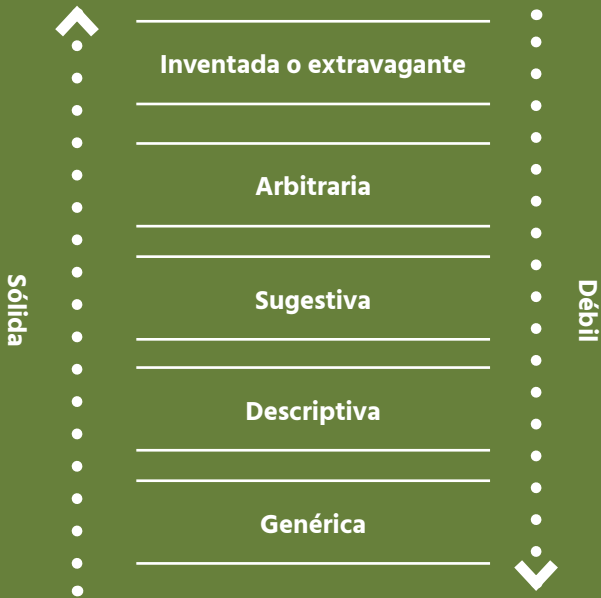 Inventada o extravagante
Arbitraria
Sugestiva
Descriptiva
Genérica
Sólida
Débil